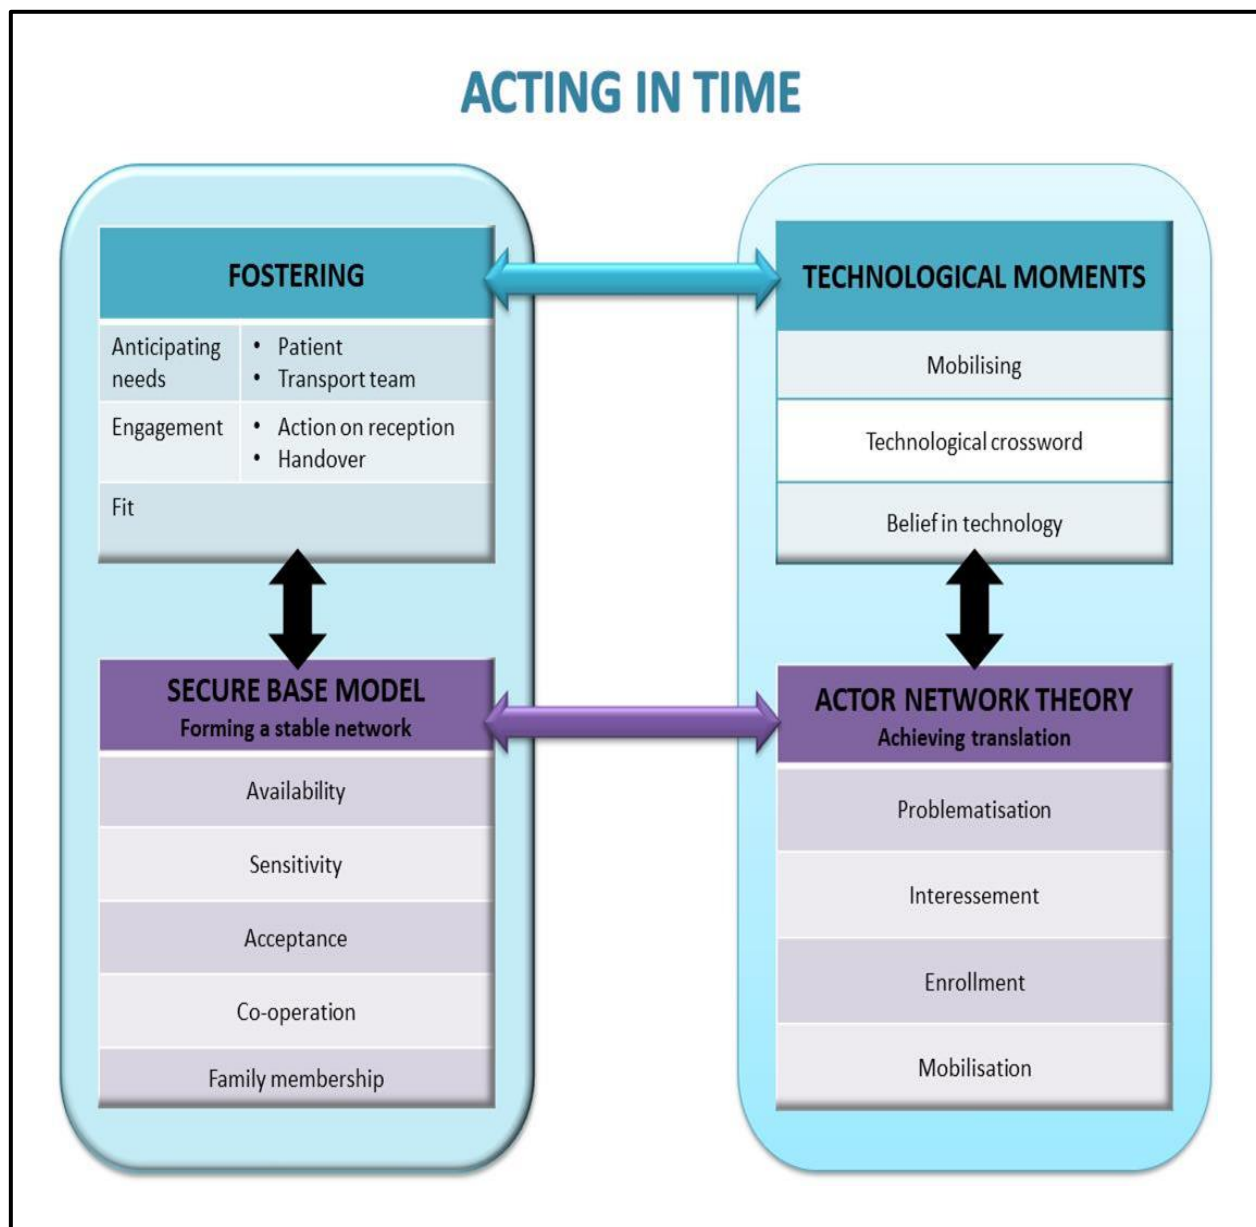 ACTING IN TIME
FOSTERING
Anticipating
needs
• Patient
• Transport team
Engagement
• Action on reception
• Handover
Fit
SECURE BASE MODEL
Forming a stable network
Availability
Sensitivity
Acceptance
Co-operation
Family membership
TECHNOLOGICAL MOMENTS
Mobilising
Technological crossword
Belief in technology
ACTOR NETWORK THEORY
Achieving translation
Problematisation
Interessement
Enrollment
Mobilisation